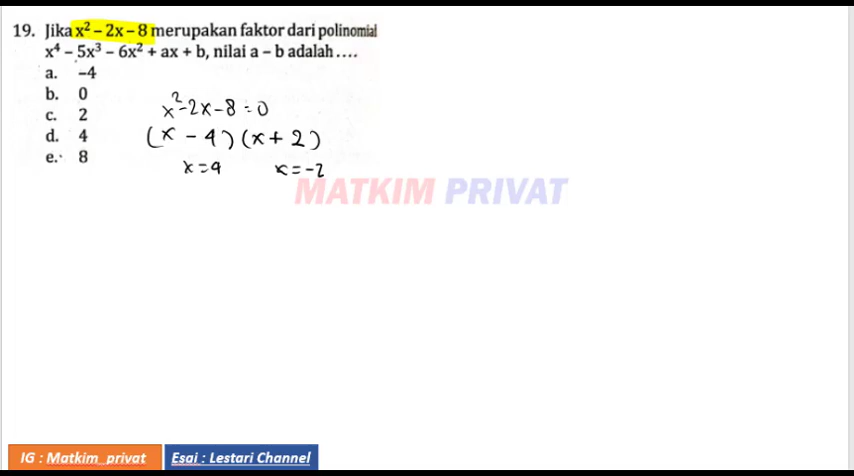 19. Jika x² – 2x – 8 merupakan faktor dari polinomial
x⁴ – 5x³ – 6x² + ax + b, nilai a – b adalah ....
a. –4
b. 0
c. 2
d. 4
e. 8
x² - 2x - 8 = 0
(x - 4) (x + 2)
x = 4 x = -2
MATKIM PRIVAT
IG : Matkim_privat
Esai : Lestari Channel